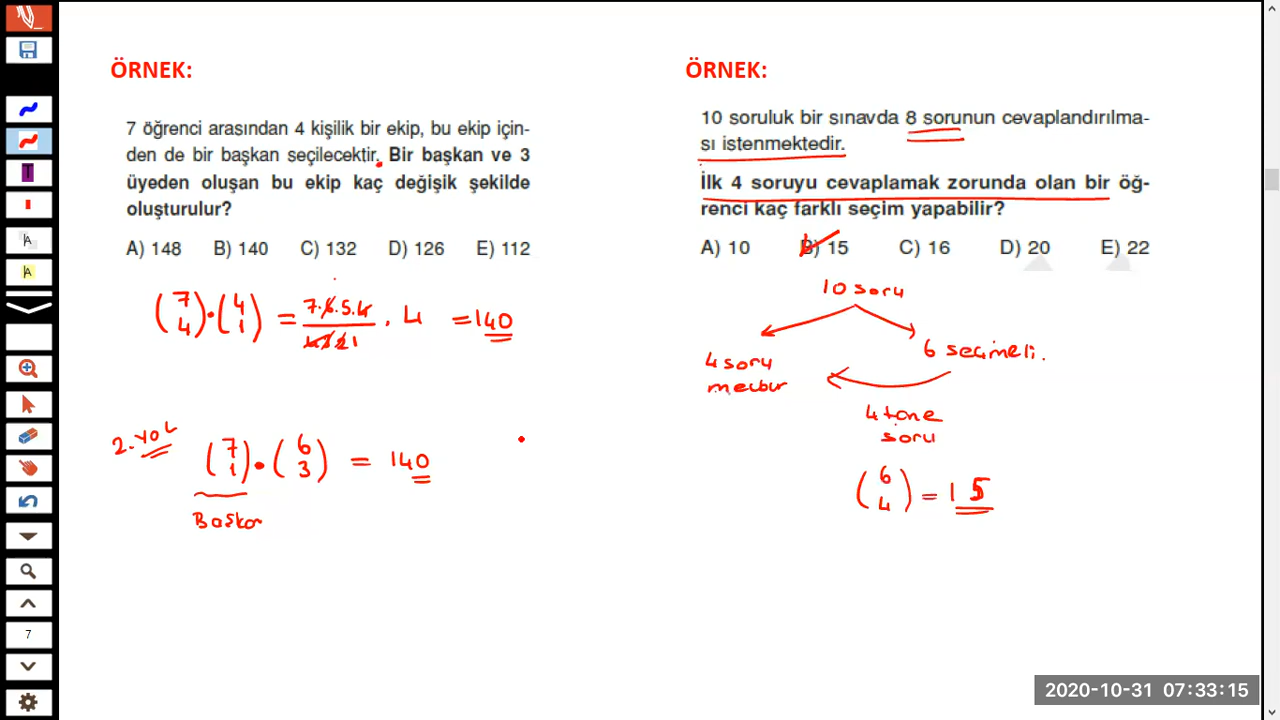 ÖRNEK:
7 öğrenci arasından 4 kişilik bir ekip, bu ekip için-
den de bir başkan seçilecektir. Bir başkan ve 3
üyeden oluşan bu ekip kaç değişik şekilde
oluşturulur?
A) 148 B) 140 C) 132 D) 126 E) 112
(7 4) . (4 1) = 7.6.5.4 / 4.3.2.1 . 4 = 140
2. YOL
(7 1) . (6 3) = 140
Başka
ÖRNEK:
10 soruluk bir sınavda 8 sorunun cevaplandırılma-
sı istenmektedir.
İlk 4 soruyu cevaplamak zorunda olan bir öğ-
renci kaç farklı seçim yapabilir?
A) 10 B) 15 C) 16 D) 20 E) 22
10 soru
4 soru
mecbur
6 seçmeli.
4 tane
soru
(6 4) = 15
T
A
A
7
2020-10-31 07:33:15